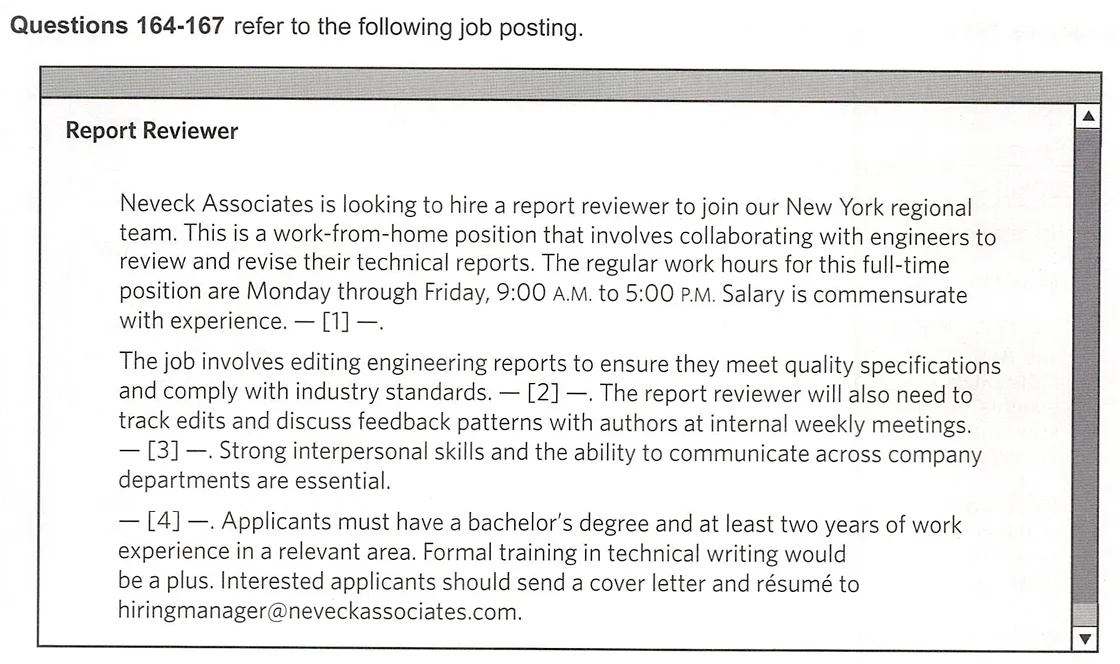 Questions 164-167 refer to the following job posting.
Report Reviewer
Neveck Associates is looking to hire a report reviewer to join our New York regional
team. This is a work-from-home position that involves collaborating with engineers to
review and revise their technical reports. The regular work hours for this full-time
position are Monday through Friday, 9:00 A.M. to 5:00 P.M. Salary is commensurate
with experience. — [1] —.
The job involves editing engineering reports to ensure they meet quality specifications
and comply with industry standards. — [2] —. The report reviewer will also need to
track edits and discuss feedback patterns with authors at internal weekly meetings.
— [3] —. Strong interpersonal skills and the ability to communicate across company
departments are essential.
— [4] —. Applicants must have a bachelor's degree and at least two years of work
experience in a relevant area. Formal training in technical writing would
be a plus. Interested applicants should send a cover letter and résumé to
hiringmanager@neveckassociates.com.